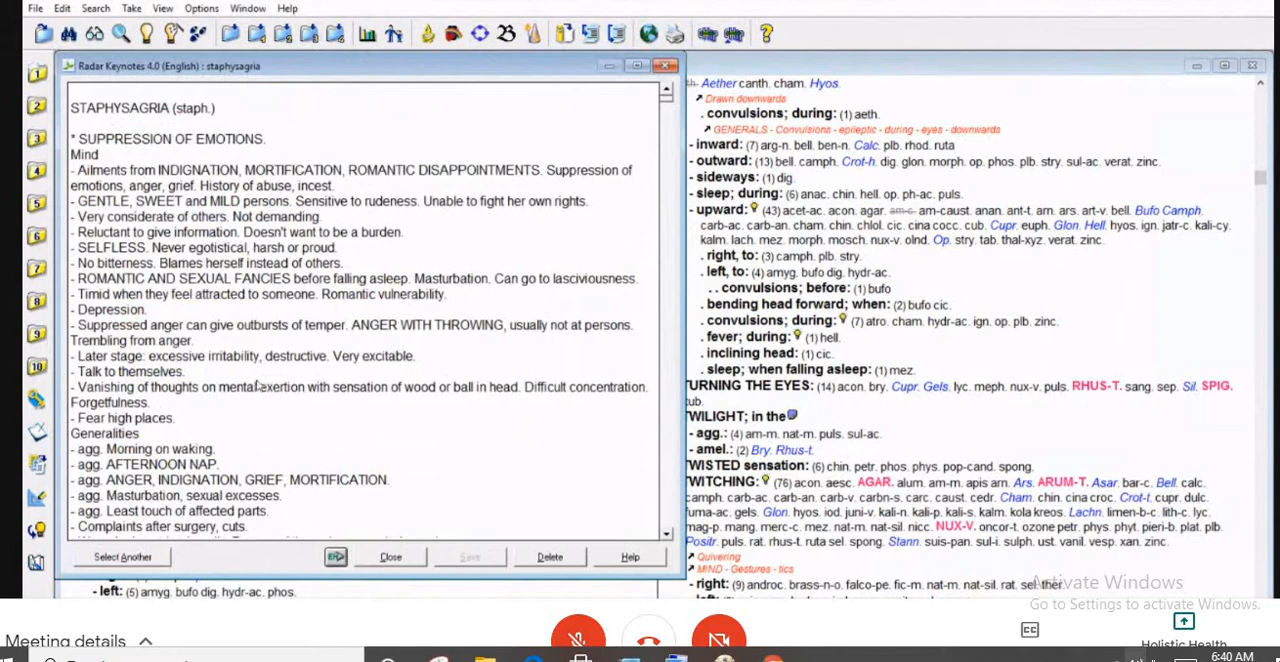 File Edit Search Take View Options Window Help
Radar Keynotes 4.0 (English) : staphysagria
STAPHYSAGRIA (staph.)
* SUPPRESSION OF EMOTIONS.
Mind
- Ailments from INDIGNATION, MORTIFICATION, ROMANTIC DISAPPOINTMENTS. Suppression of
emotions, anger, grief. History of abuse, incest.
- GENTLE, SWEET and MILD persons. Sensitive to rudeness. Unable to fight her own rights.
- Very considerate of others. Not demanding.
- Reluctant to give information. Doesn't want to be a burden.
- SELFLESS. Never egotistical, harsh or proud.
- No bitterness. Blames herself instead of others.
- ROMANTIC AND SEXUAL FANCIES before falling asleep. Masturbation. Can go to lasciviousness.
- Timid when they feel attracted to someone. Romantic vulnerability.
- Depression.
- Suppressed anger can give outbursts of temper. ANGER WITH THROWING, usually not at persons.
Trembling from anger.
- Later stage: excessive irritability, destructive. Very excitable.
- Talk to themselves.
- Vanishing of thoughts on mental exertion with sensation of wood or ball in head. Difficult concentration.
Forgetfulness.
- Fear high places.
Generalities
- agg. Morning on waking.
- agg. AFTERNOON NAP.
- agg. ANGER, INDIGNATION, GRIEF, MORTIFICATION.
- agg. Masturbation, sexual excesses.
- agg. Least touch of affected parts.
- Complaints after surgery, cuts.
Select Another Close Save Delete Help
1
2
3
4
5
6
7
8
9
10
Aether canth. cham. Hyos.
Drawn downwards
. convulsions; during: (1) aeth.
GENERALS - Convulsions - epileptic - during - eyes - downwards
- inward: (7) arg-n. bell. ben-n. Calc. plb. rhod. ruta
- outward: (13) bell. camph. Crot-h. dig. glon. morph. op. phos. plb. stry. sul-ac. verat. zinc.
- sideways: (1) dig.
- sleep; during: (6) anac. chin. hell. op. ph-ac. puls.
- upward: (43) acet-ac. acon. agar. am-c. am-caust. anan. ant-t. arn. ars. art-v. bell. Bufo Camph.
carb-ac. carb-an. cham. chin. chlol. cic. cina cocc. cub. Cupr. euph. Glon. Hell. hyos. ign. jatr-c. kali-cy.
kalm. lach. mez. morph. mosch. nux-v. olnd. Op. stry. tab. thal-xyz. verat. zinc.
. right, to: (3) camph. plb. stry.
. left, to: (4) amyg. bufo dig. hydr-ac.
. . convulsions; before: (1) bufo
. bending head forward; when: (2) bufo cic.
. convulsions; during: (7) atro. cham. hydr-ac. ign. op. plb. zinc.
. fever; during: (1) hell.
. inclining head: (1) cic.
. sleep; when falling asleep: (1) mez.
TURNING THE EYES: (14) acon. bry. Cupr. Gels. lyc. meph. nux-v. puls. RHUS-T. sang. sep. Sil. SPIG.
tub.
TWILIGHT; in the
- agg.: (4) am-m. nat-m. puls. sul-ac.
- amel.: (2) Bry. Rhus-t.
TWISTED sensation: (6) chin. petr. phos. phys. pop-cand. spong.
TWITCHING: (76) acon. aesc. AGAR. alum. am-m. apis arn. Ars. ARUM-T. Asar. bar-c. Bell. calc.
camph. carb-ac. carb-an. carb-v. carbn-s. carc. caust. cedr. Cham. chin. cina croc. Crot-t. cupr. dulc.
fuma-ac. gels. Glon. hyos. iod. juni-v. kali-n. kali-p. kali-s. kalm. kola kreos. Lachn. limen-b-c. lith-c. lyc.
mag-p. mang. merc-c. mez. nat-m. nat-sil. nicc. NUX-V. oncor-t. ozone petr. phys. phyt. pieri-b. plat. plb.
Positr. puls. rat. rhus-t. ruta sel. spong. Stann. suis-pan. sul-i. sulph. ust. vanil. vesp. xan. zinc.
Quivering
MIND - Gestures - tics
- right: (9) androc. brass-n-o. falco-pe. fic-m. nat-m. nat-sil. rat. sel. ther.
- left: (5) amyg. bufo dig. hydr-ac. phos.
Activate Windows
Go to Settings to activate Windows.
Meeting details
CC
Holistic Health
6:40 AM